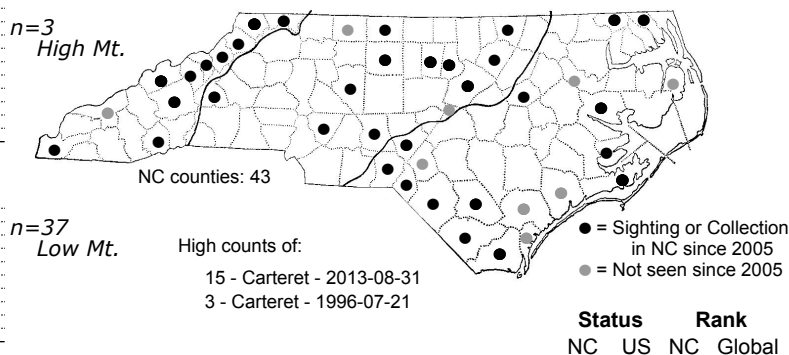 n=3
High Mt.
NC counties: 43
n=37
Low Mt.
High counts of:
15 - Carteret - 2013-08-31
3 - Carteret - 1996-07-21
● = Sighting or Collection
in NC since 2005
● = Not seen since 2005
Status Rank
NC US NC Global